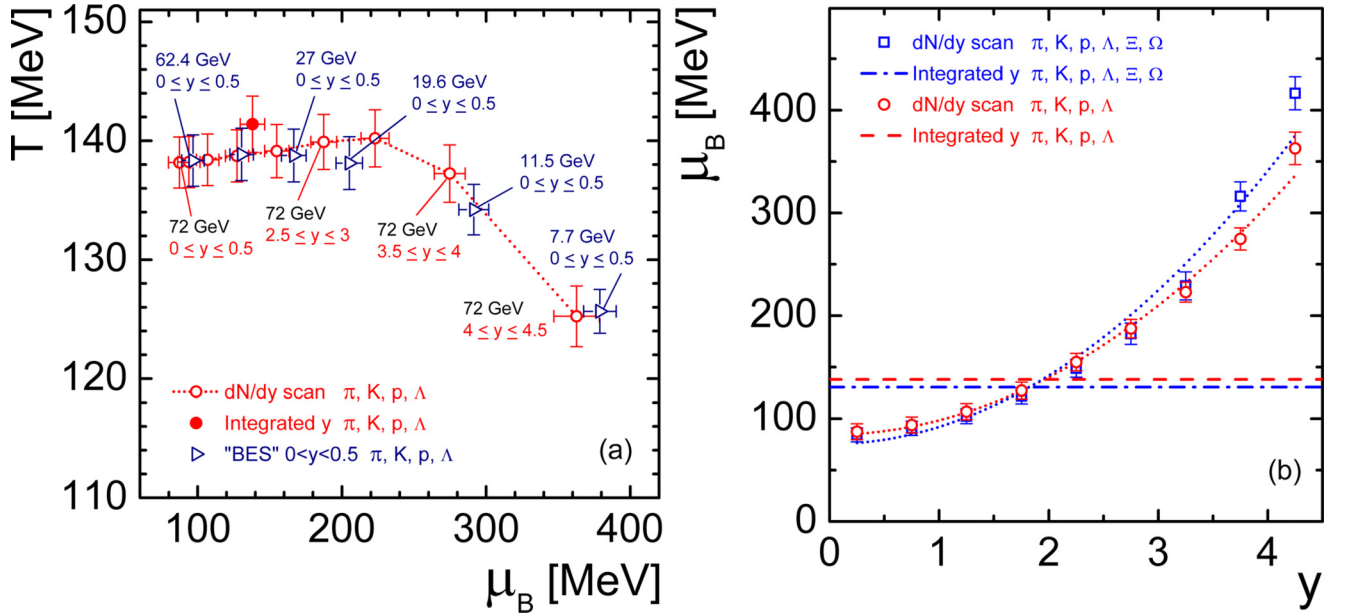 T [MeV]
150
140
130
120
110
100
200
300
400
μB [MeV]
62.4 GeV
0 ≤ y ≤ 0.5
27 GeV
0 ≤ y ≤ 0.5
19.6 GeV
0 ≤ y ≤ 0.5
11.5 GeV
0 ≤ y ≤ 0.5
7.7 GeV
0 ≤ y ≤ 0.5
72 GeV
0 ≤ y ≤ 0.5
72 GeV
2.5 ≤ y ≤ 3
72 GeV
3.5 ≤ y ≤ 4
72 GeV
4 ≤ y ≤ 4.5
dN/dy scan π, K, p, Λ
Integrated y π, K, p, Λ
"BES" 0<y<0.5 π, K, p, Λ
(a)
μB [MeV]
400
300
200
100
0
0
1
2
3
4
y
dN/dy scan π, K, p, Λ, Ξ, Ω
Integrated y π, K, p, Λ, Ξ, Ω
dN/dy scan π, K, p, Λ
Integrated y π, K, p, Λ
(b)